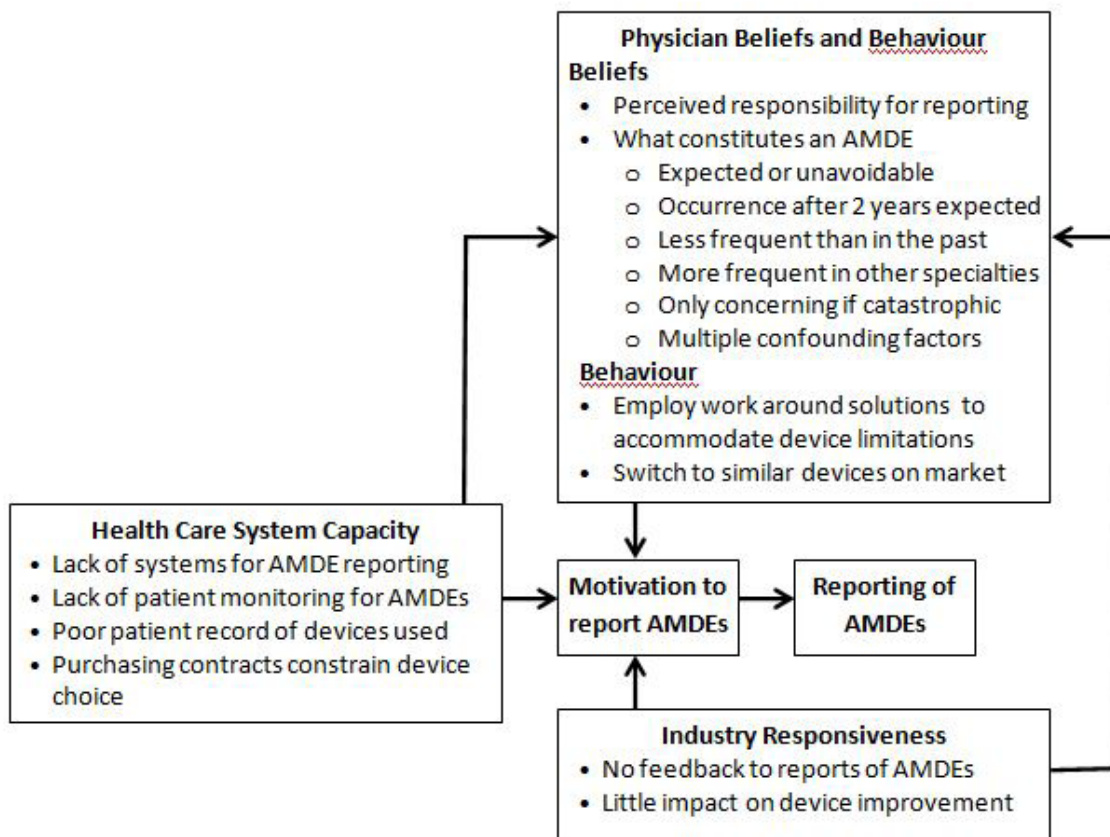 Physician Beliefs and Behaviour
Beliefs
• Perceived responsibility for reporting
• What constitutes an AMDE
o Expected or unavoidable
o Occurrence after 2 years expected
o Less frequent than in the past
o More frequent in other specialties
o Only concerning if catastrophic
o Multiple confounding factors
Behaviour
• Employ work around solutions to
accommodate device limitations
• Switch to similar devices on market
Health Care System Capacity
• Lack of systems for AMDE reporting
• Lack of patient monitoring for AMDEs
• Poor patient record of devices used
• Purchasing contracts constrain device
choice
Motivation to
report AMDEs
Reporting of
AMDEs
Industry Responsiveness
• No feedback to reports of AMDEs
• Little impact on device improvement